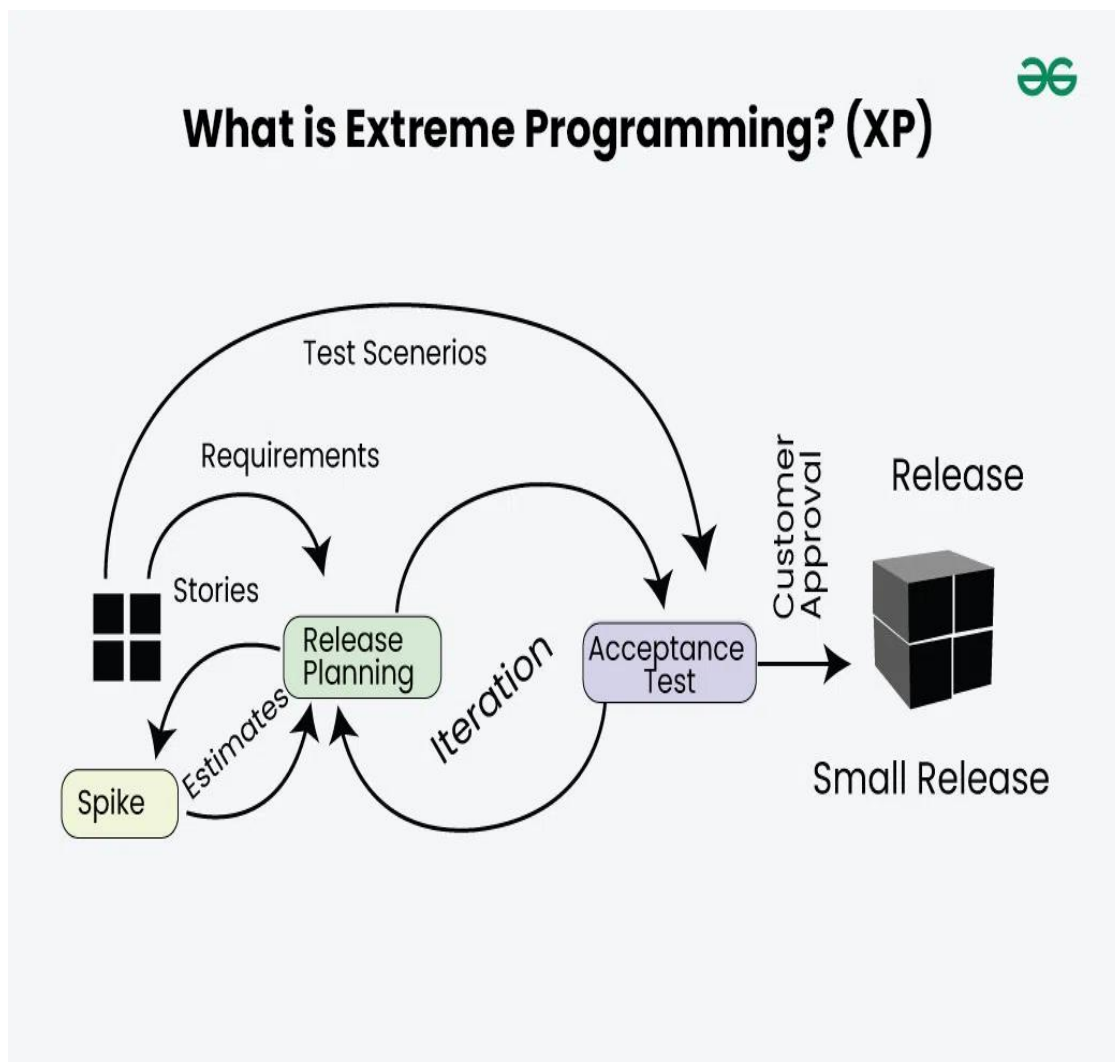 What is Extreme Programming? (XP)
Test Scenerios
Requirements
Customer
Approval
Release
Stories
Release
Planning
Iteration
Acceptance
Test
Estimates
Spike
Small Release